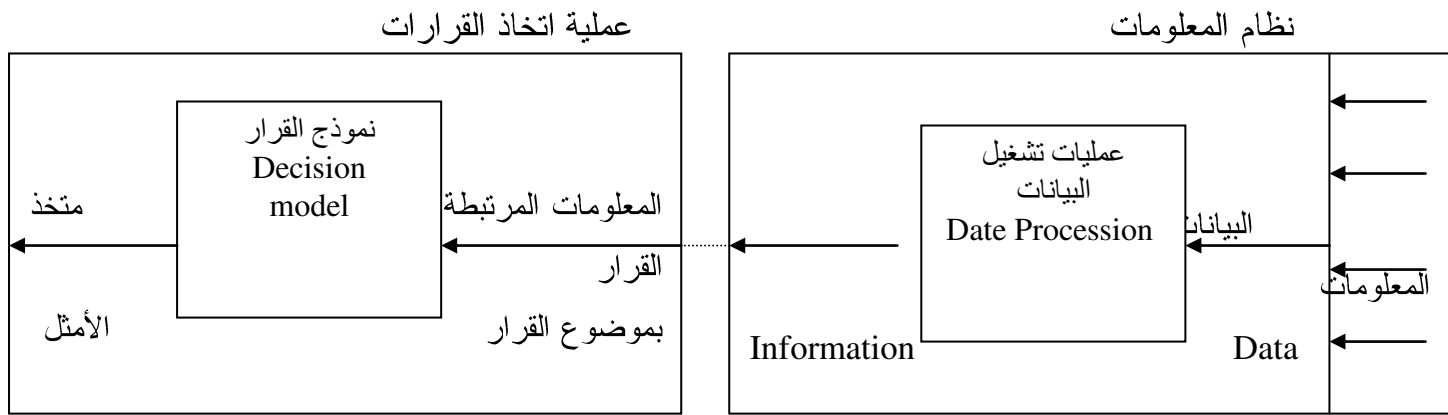 نظام المعلومات
عملية اتخاذ القرارات
عمليات تشغيل
البيانات
Date Procession
البيانات
المعلومات
Data
Information
نموذج القرار
Decision
model
المعلومات المرتبطة
القرار
بموضوع القرار
متخذ
الأمثل